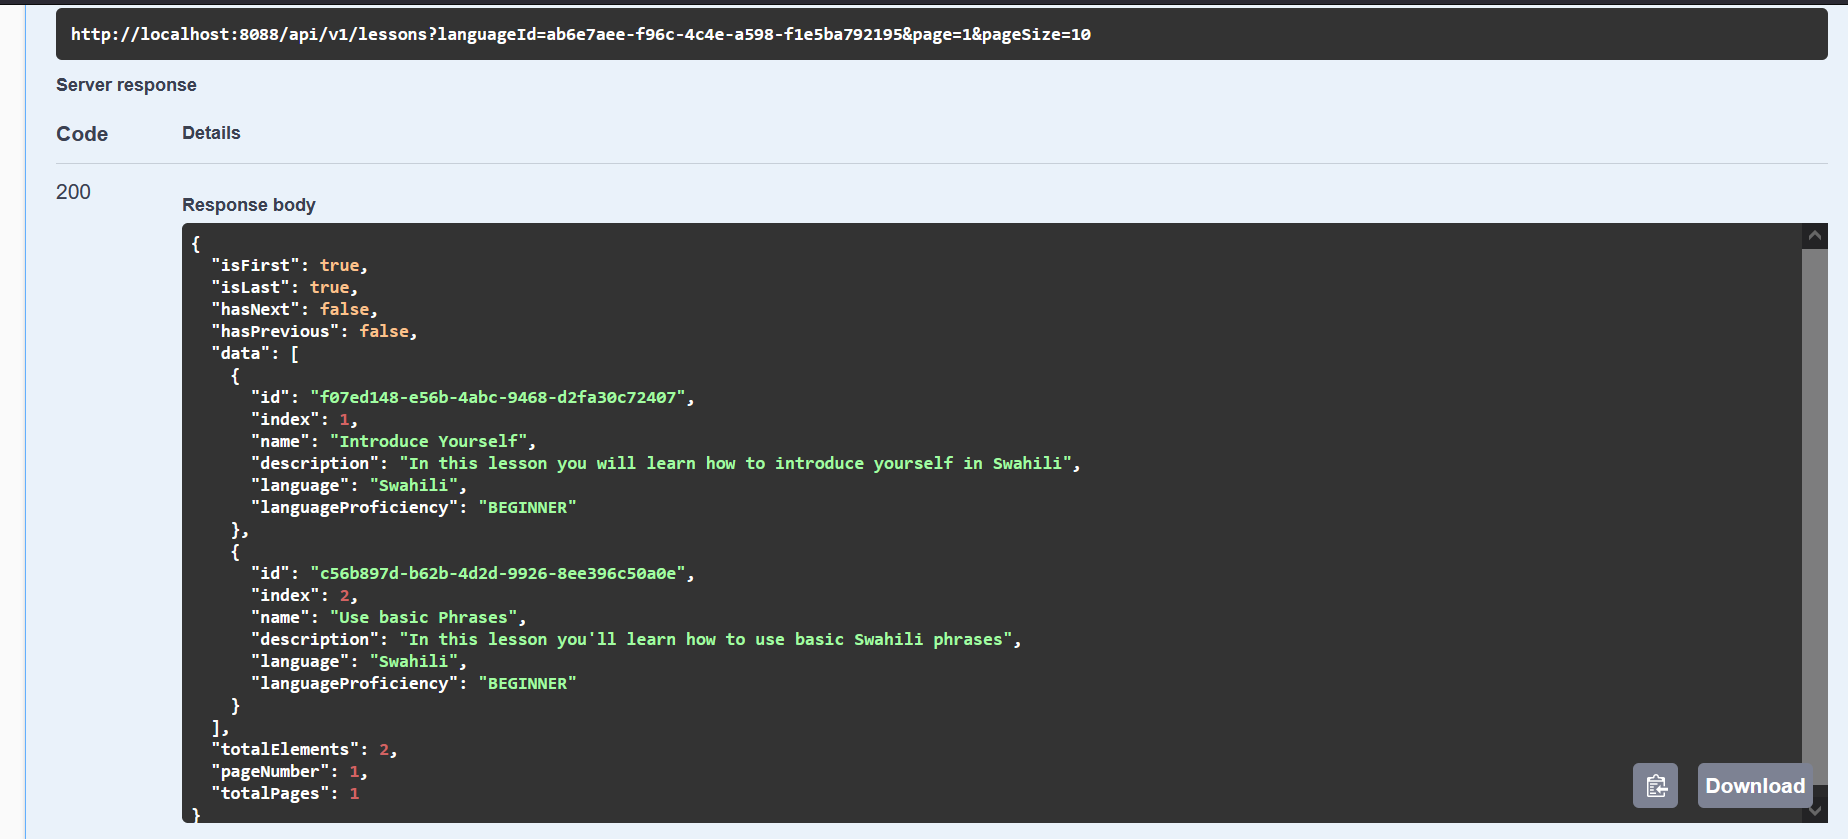 http://localhost:8088/api/v1/lessons?languageId=ab6e7aee-f96c-4c4e-a598-f1e5ba792195&page=1&pageSize=10
Server response
Code Details
200
Response body
{
  "isFirst": true,
  "isLast": true,
  "hasNext": false,
  "hasPrevious": false,
  "data": [
    {
      "id": "f07ed148-e56b-4abc-9468-d2fa30c72407",
      "index": 1,
      "name": "Introduce Yourself",
      "description": "In this lesson you will learn how to introduce yourself in Swahili",
      "language": "Swahili",
      "languageProficiency": "BEGINNER"
    },
    {
      "id": "c56b897d-b62b-4d2d-9926-8ee396c50a0e",
      "index": 2,
      "name": "Use basic Phrases",
      "description": "In this lesson you'll learn how to use basic Swahili phrases",
      "language": "Swahili",
      "languageProficiency": "BEGINNER"
    }
  ],
  "totalElements": 2,
  "pageNumber": 1,
  "totalPages": 1
}
Download